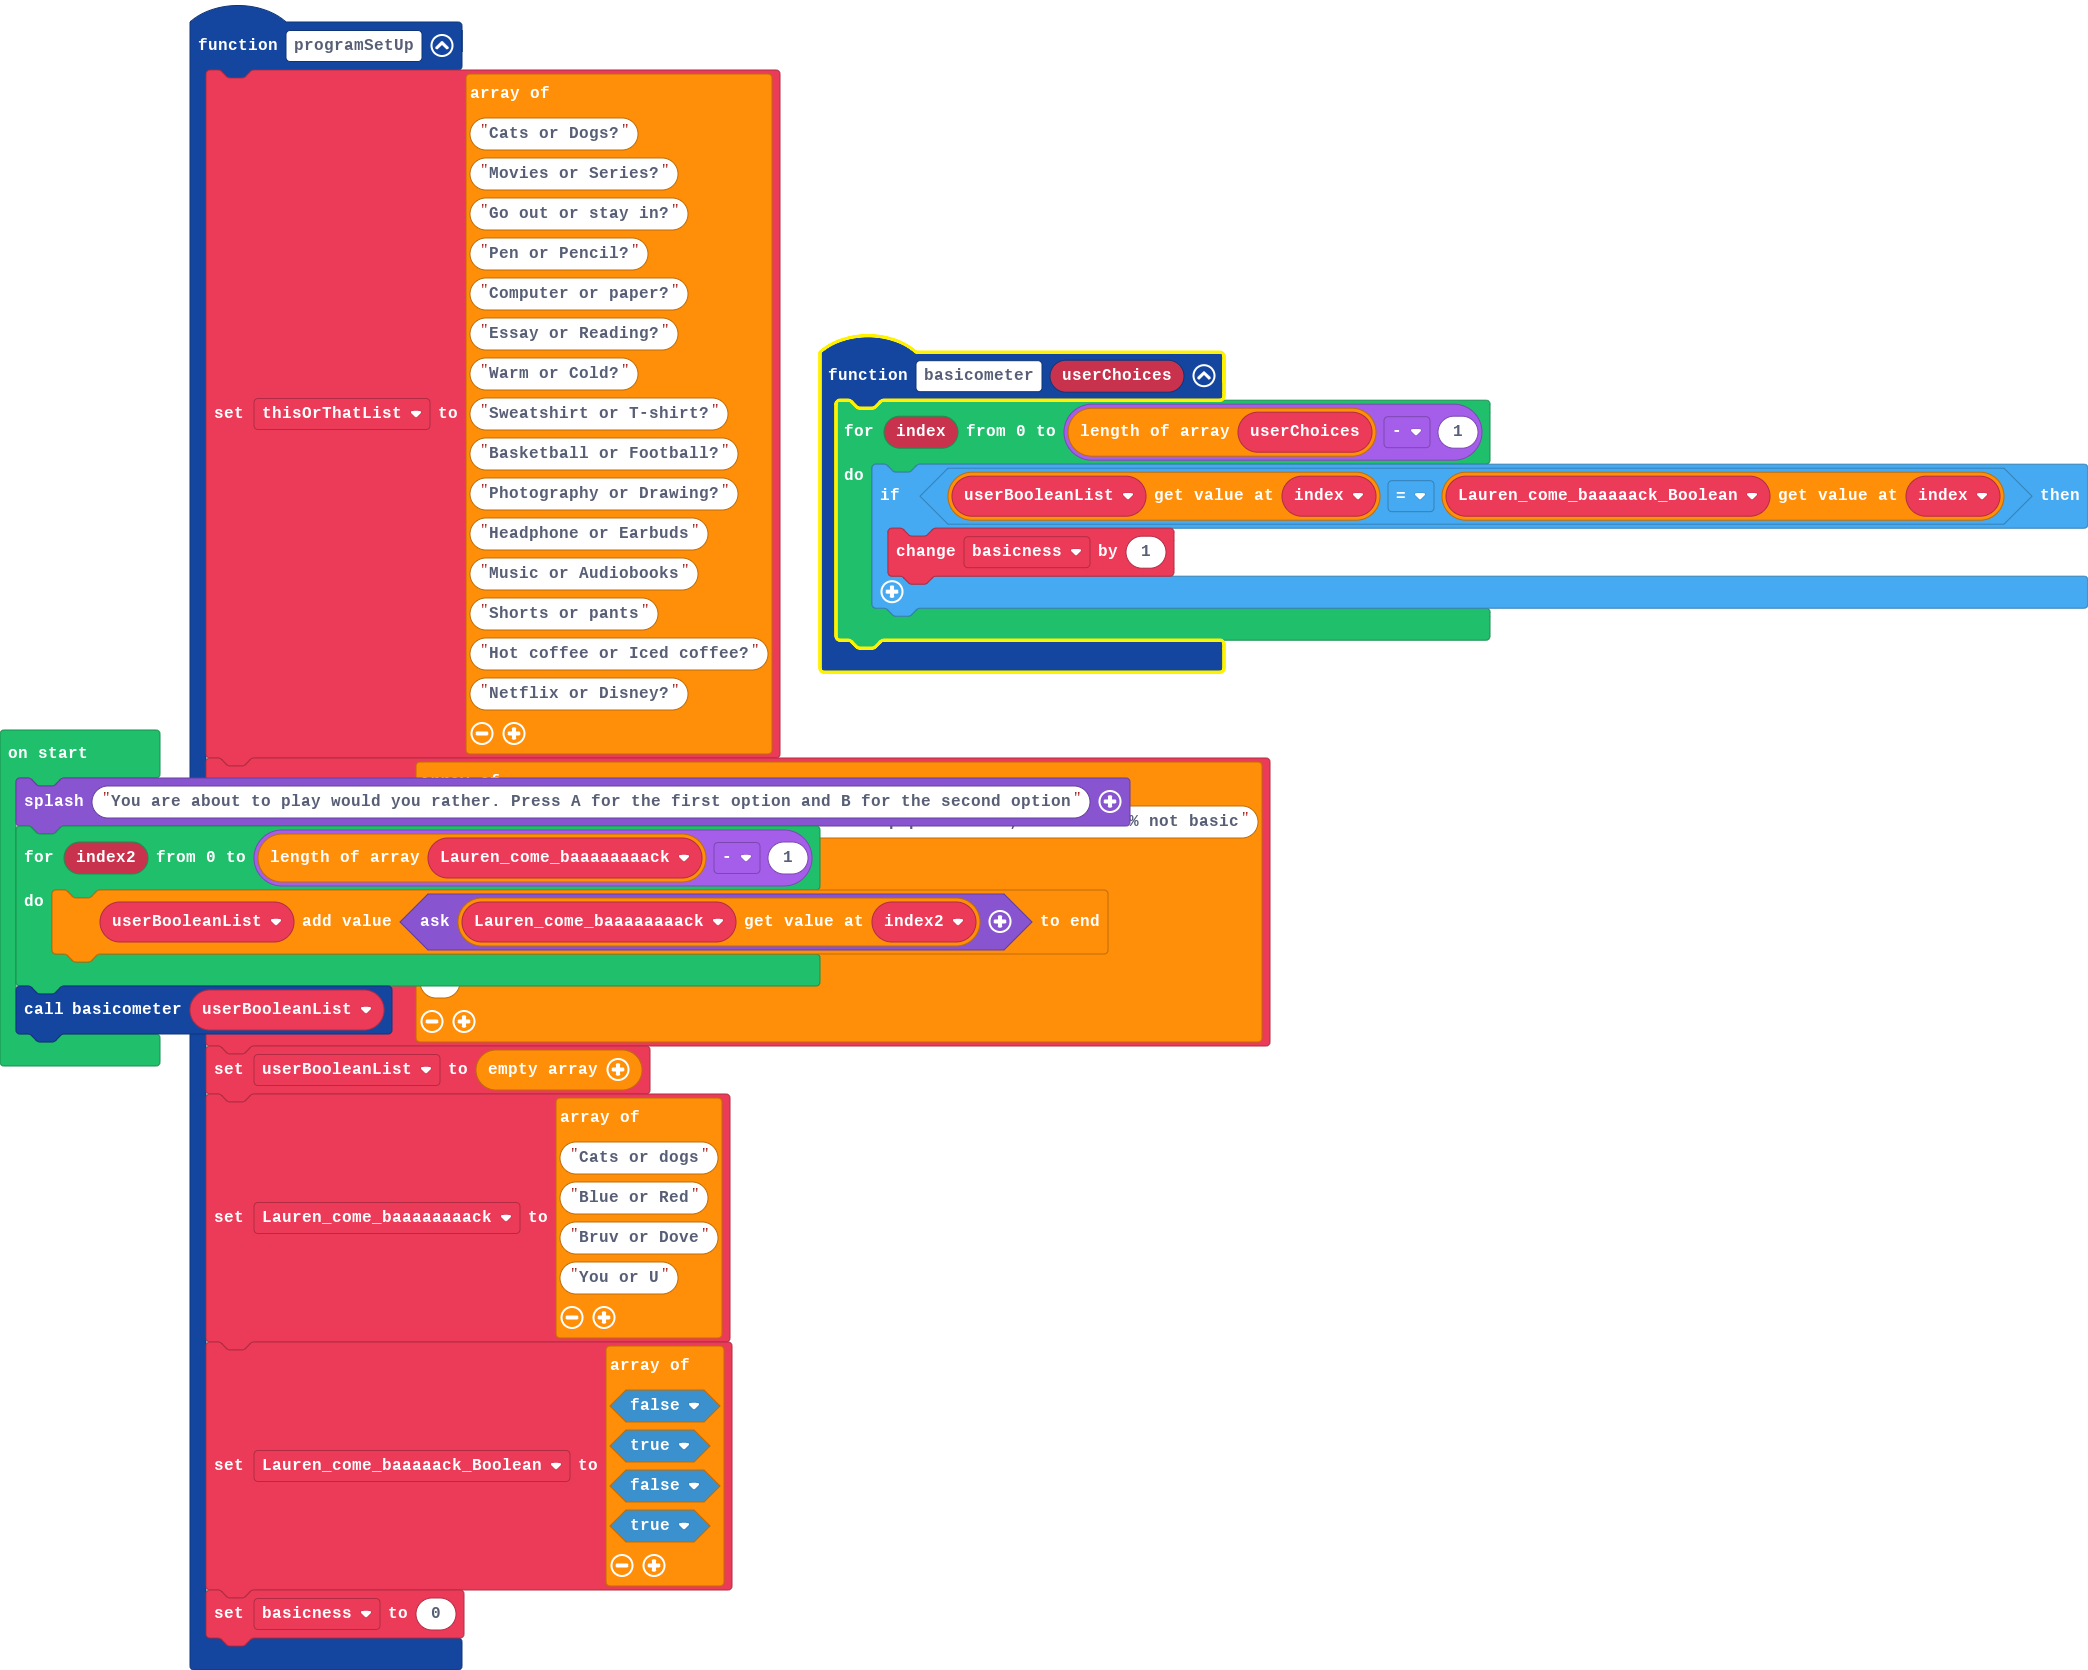 function programSetUp
set thisOrThatList to
array of
"Cats or Dogs?"
"Movies or Series?"
"Go out or stay in?"
"Pen or Pencil?"
"Computer or paper?"
"Essay or Reading?"
"Warm or Cold?"
"Sweatshirt or T-shirt?"
"Basketball or Football?"
"Photography or Drawing?"
"Headphone or Earbuds"
"Music or Audiobooks"
"Shorts or pants"
"Hot coffee or Iced coffee?"
"Netflix or Disney?"
function basicometer userChoices
for index from 0 to length of array userChoices - 1
do
if userBooleanList get value at index = Lauren_come_baaaaack_Boolean get value at index then
change basicness by 1
on start
splash "You are about to play would you rather. Press A for the first option and B for the second option"
% not basic"
for index2 from 0 to length of array Lauren_come_baaaaaaaack - 1
do
userBooleanList add value ask Lauren_come_baaaaaaaack get value at index2 to end
call basicometer userBooleanList
set userBooleanList to empty array
set Lauren_come_baaaaaaaack to
array of
"Cats or dogs"
"Blue or Red"
"Bruv or Dove"
"You or U"
set Lauren_come_baaaaack_Boolean to
array of
false
true
false
true
set basicness to 0